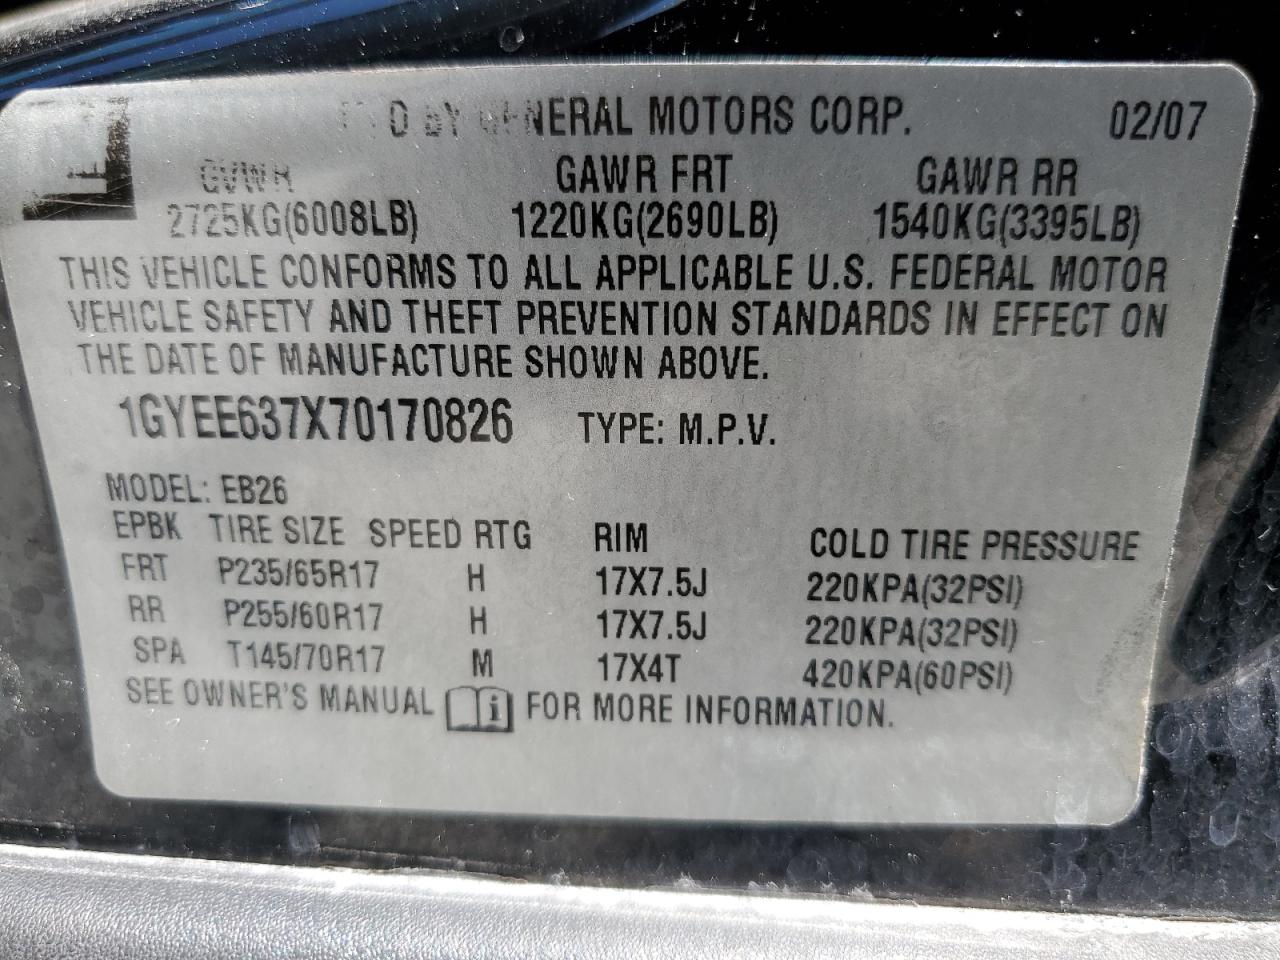 BY GENERAL MOTORS CORP. 02/07
GVWR GAWR FRT GAWR RR
2725KG(6008LB) 1220KG(2690LB) 1540KG(3395LB)
THIS VEHICLE CONFORMS TO ALL APPLICABLE U.S. FEDERAL MOTOR
VEHICLE SAFETY AND THEFT PREVENTION STANDARDS IN EFFECT ON
THE DATE OF MANUFACTURE SHOWN ABOVE.
1GYEE637X70170826 TYPE: M.P.V.
MODEL: EB26
EPBK TIRE SIZE SPEED RTG RIM COLD TIRE PRESSURE
FRT P235/65R17 H 17X7.5J 220KPA(32PSI)
RR P255/60R17 H 17X7.5J 220KPA(32PSI)
SPA T145/70R17 M 17X4T 420KPA(60PSI)
SEE OWNER'S MANUAL i FOR MORE INFORMATION.